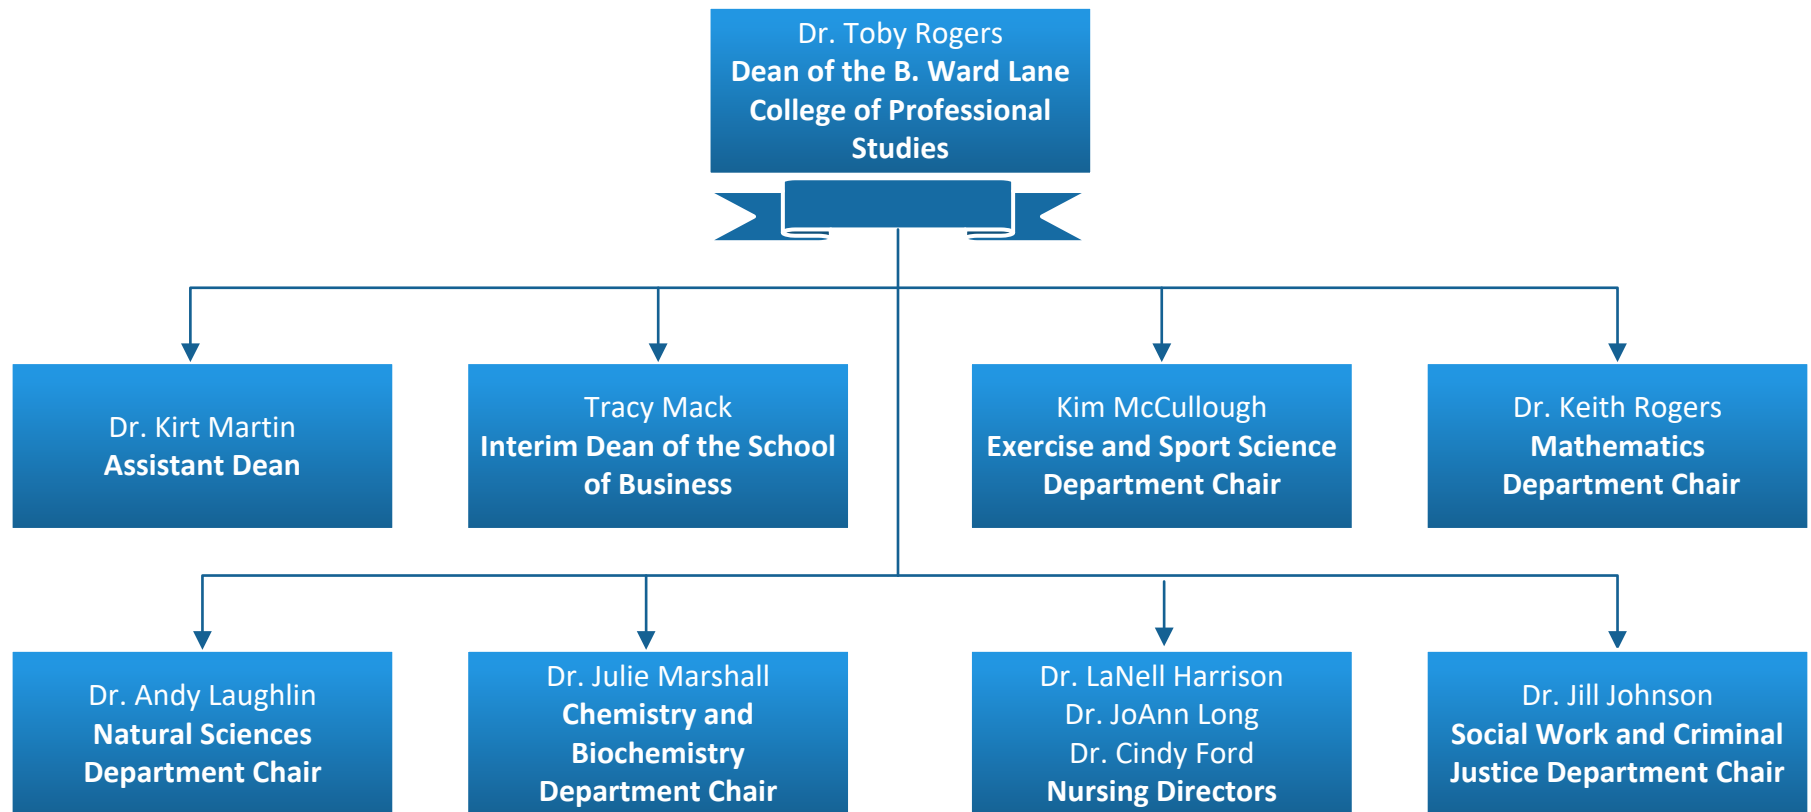 Dr. Toby Rogers
Dean of the B. Ward Lane
College of Professional
Studies
Dr. Kirt Martin
Assistant Dean
Tracy Mack
Interim Dean of the School
of Business
Kim McCullough
Exercise and Sport Science
Department Chair
Dr. Keith Rogers
Mathematics
Department Chair
Dr. Andy Laughlin
Natural Sciences
Department Chair
Dr. Julie Marshall
Chemistry and
Biochemistry
Department Chair
Dr. LaNell Harrison
Dr. JoAnn Long
Dr. Cindy Ford
Nursing Directors
Dr. Jill Johnson
Social Work and Criminal
Justice Department Chair